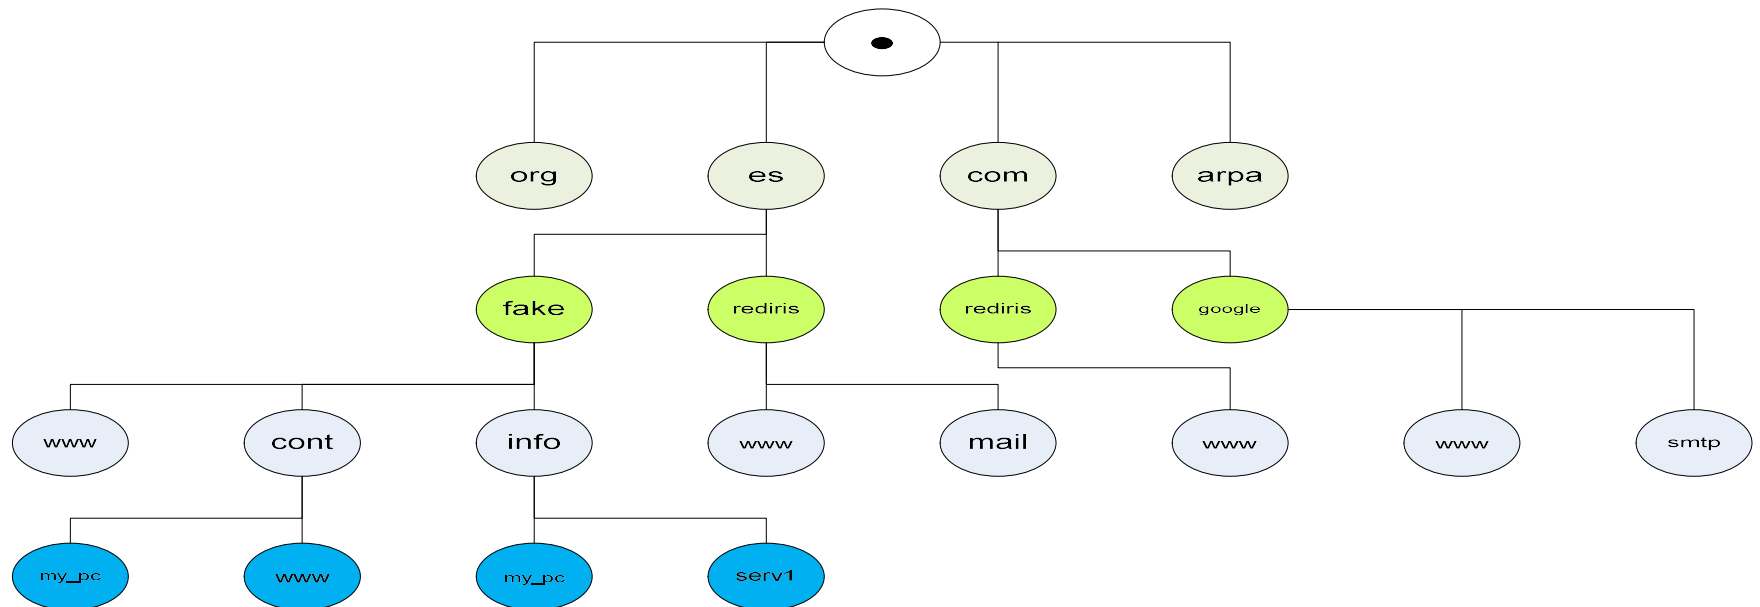 org es com arpa
fake rediris rediris google
www cont info www mail www www smtp
my_pc www my_pc serv1